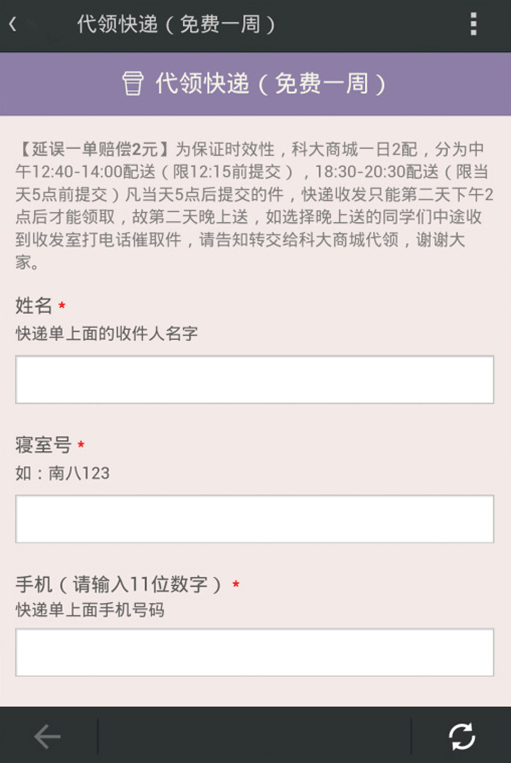 代领快递（免费一周）
代领快递（免费一周）
【延误一单赔偿2元】为保证时效性，科大商城一日2配，分为中
午12:40-14:00配送（限12:15前提交），18:30-20:30配送（限当
天5点前提交）凡当天5点后提交的件，快递收发只能第二天下午2
点后才能领取，故第二天晚上送，如选择晚上送的同学们中途收
到收发室打电话催取件，请告知转交给科大商城代领，谢谢大
家。
姓名 *
快递单上面的收件人名字
寝室号 *
如：南八123
手机（请输入11位数字） *
快递单上面手机号码